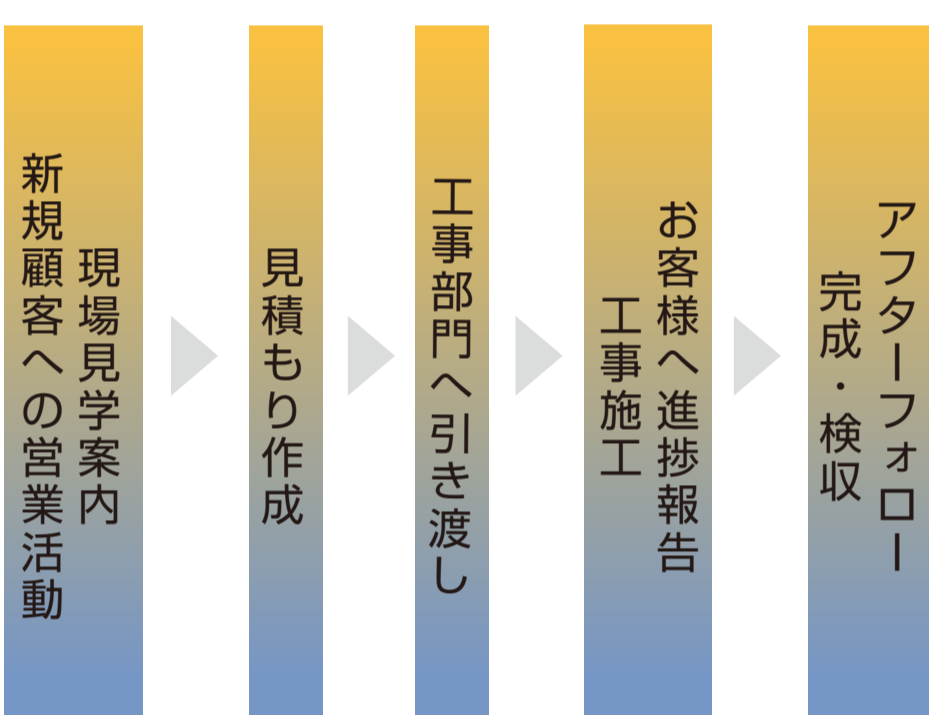 新規顧客への営業活動
現場見学案内
見積もり作成
工事部門へ引き渡し
工事施工
お客様へ進捗報告
完成・検収
アフターフォロー